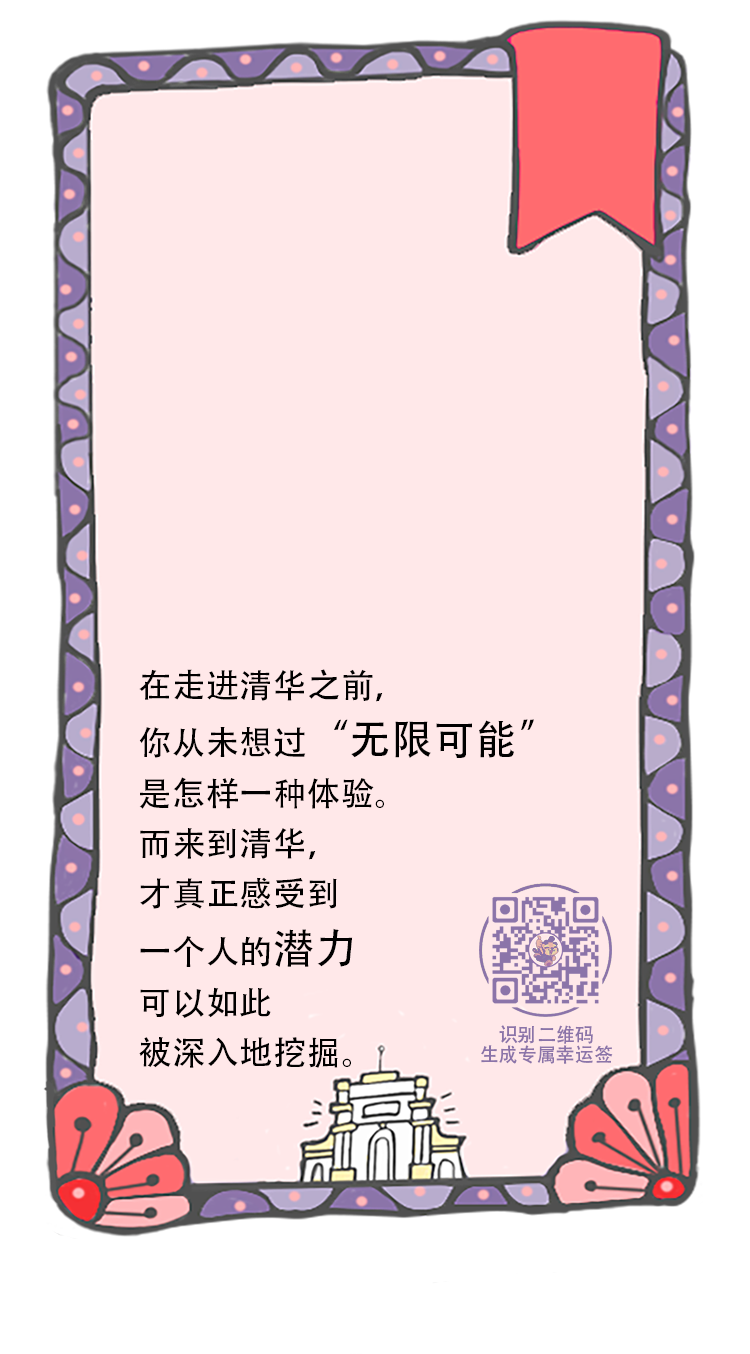 在走进清华之前,
你从未想过“无限可能”
是怎样一种体验。
而来到清华,
才真正感受到
一个人的潜力
可以如此
被深入地挖掘。
识别二维码
生成专属幸运签